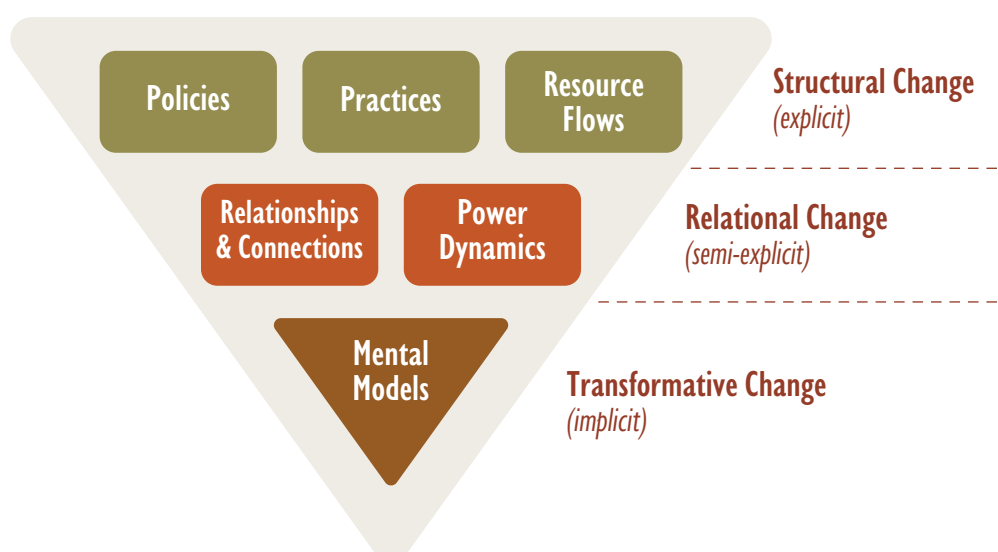 Policies
Practices
Resource
Flows
Structural Change
(explicit)
Relationships
& Connections
Power
Dynamics
Relational Change
(semi-explicit)
Mental
Models
Transformative Change
(implicit)